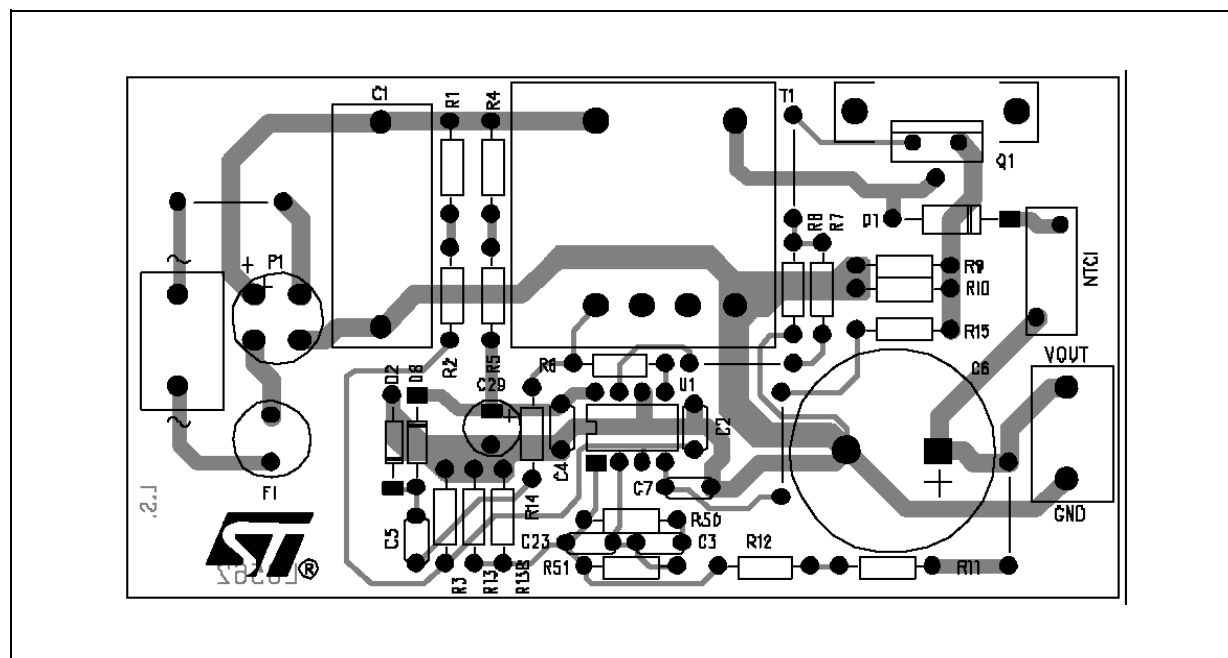 C1
R1
R4
T1
Q1
R8
R7
D1
P1
+
+
~
R9
R10
NTC1
R15
VOUT
R2
R5
R6
C6
D2
D8
C29
+
U1
C2
C4
C7
+
F1
R14
R50
GND
C5
C23
C3
R12
R51
R11
R3
R13
R13B
~
ST
®
L6562